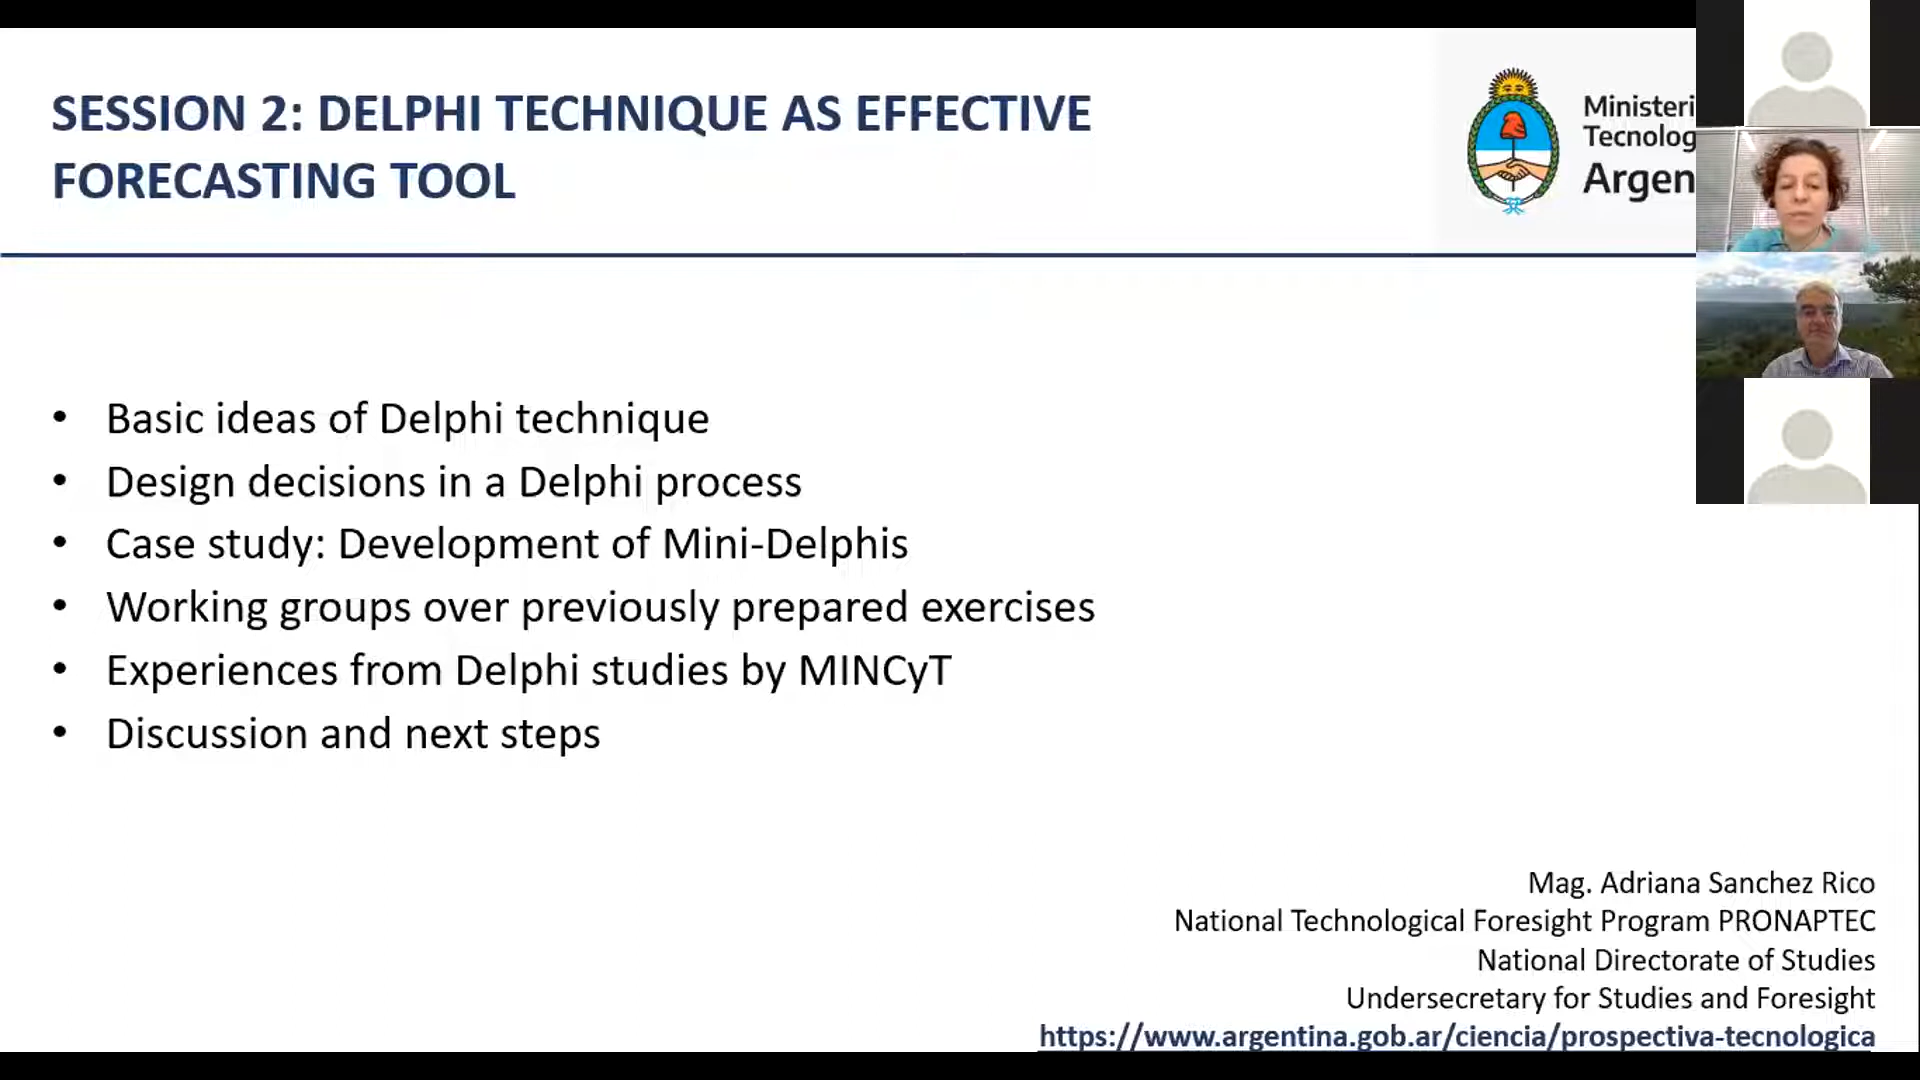 SESSION 2: DELPHI TECHNIQUE AS EFFECTIVE
FORECASTING TOOL
• Basic ideas of Delphi technique
• Design decisions in a Delphi process
• Case study: Development of Mini-Delphis
• Working groups over previously prepared exercises
• Experiences from Delphi studies by MINCyT
• Discussion and next steps
Mag. Adriana Sanchez Rico
National Technological Foresight Program PRONAPTEC
National Directorate of Studies
Undersecretary for Studies and Foresight
https://www.argentina.gob.ar/ciencia/prospectiva-tecnologica